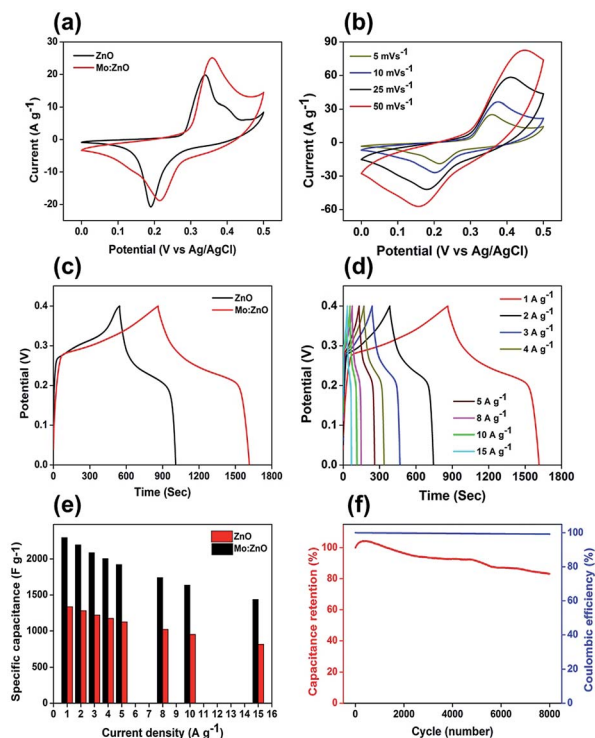 (a)
ZnO
Mo:ZnO
30
20
10
0
-10
-20
0.0 0.1 0.2 0.3 0.4 0.5
Current (A g-1)
Potential (V vs Ag/AgCl)
(b)
5 mVs-1
10 mVs-1
25 mVs-1
50 mVs-1
90
60
30
0
-30
-60
0.0 0.1 0.2 0.3 0.4 0.5
Current (A g-1)
Potential (V vs Ag/AgCl)
(c)
ZnO
Mo:ZnO
0.4
0.3
0.2
0.1
0.0
0 300 600 900 1200 1500 1800
Potential (V)
Time (Sec)
(d)
1 A g-1
2 A g-1
3 A g-1
4 A g-1
5 A g-1
8 A g-1
10 A g-1
15 A g-1
0.4
0.3
0.2
0.1
0.0
0 300 600 900 1200 1500 1800
Potential (V)
Time (Sec)
(e)
ZnO
Mo:ZnO
2000
1500
1000
500
0
0 1 2 3 4 5 6 7 8 9 10 11 12 13 14 15 16
Specific capacitance (F g-1)
Current density (A g-1)
(f)
100
80
60
40
20
0
0 2000 4000 6000 8000
100
80
60
40
20
0
Capacitance retention (%)
Coulombic efficiency (%)
Cycle (number)